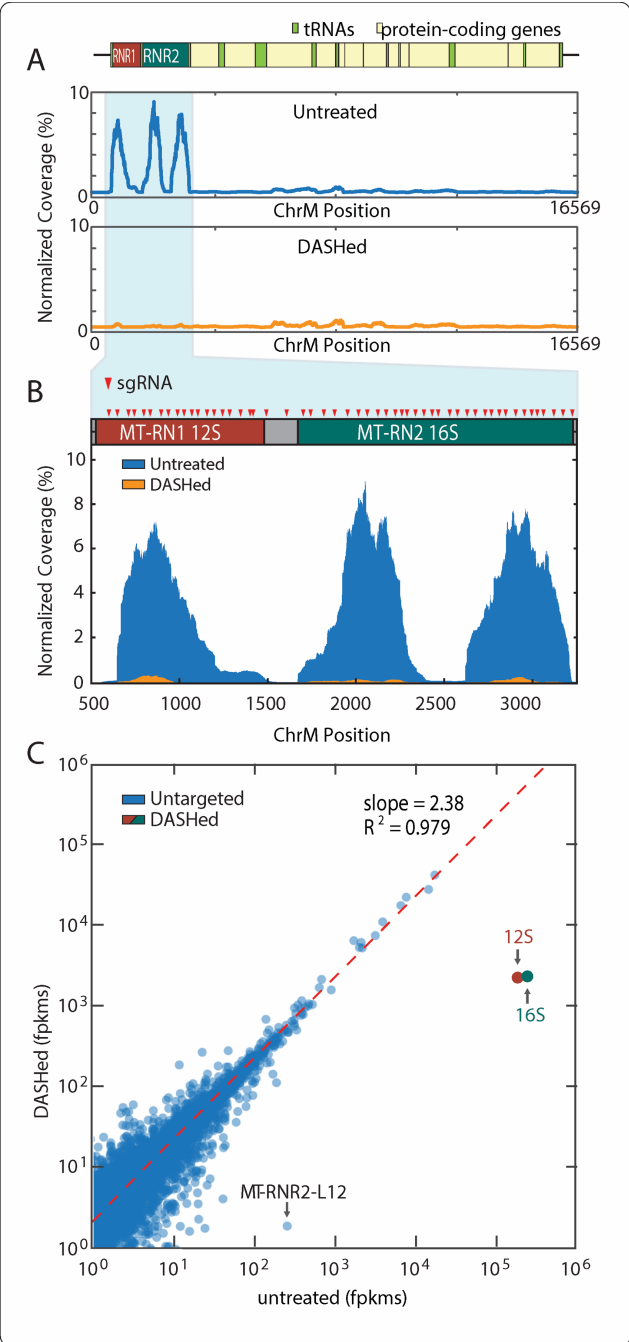 A
tRNAs protein-coding genes
RNR1 RNR2
Normalized Coverage (%)
10
Untreated
0
0 ChrM Position 16569
10
DASHed
0
0 ChrM Position 16569
B
sgRNA
MT-RN1 12S MT-RN2 16S
Normalized Coverage (%)
10
Untreated
DASHed
8
6
4
2
0
500 1000 1500 2000 2500 3000
ChrM Position
C
DASHed (fpkms)
10^6
Untargeted
DASHed
slope = 2.38
R^2 = 0.979
10^5
10^4
12S
10^3
16S
10^2
10^1
MT-RNR2-L12
10^0
10^0 10^1 10^2 10^3 10^4 10^5 10^6
untreated (fpkms)